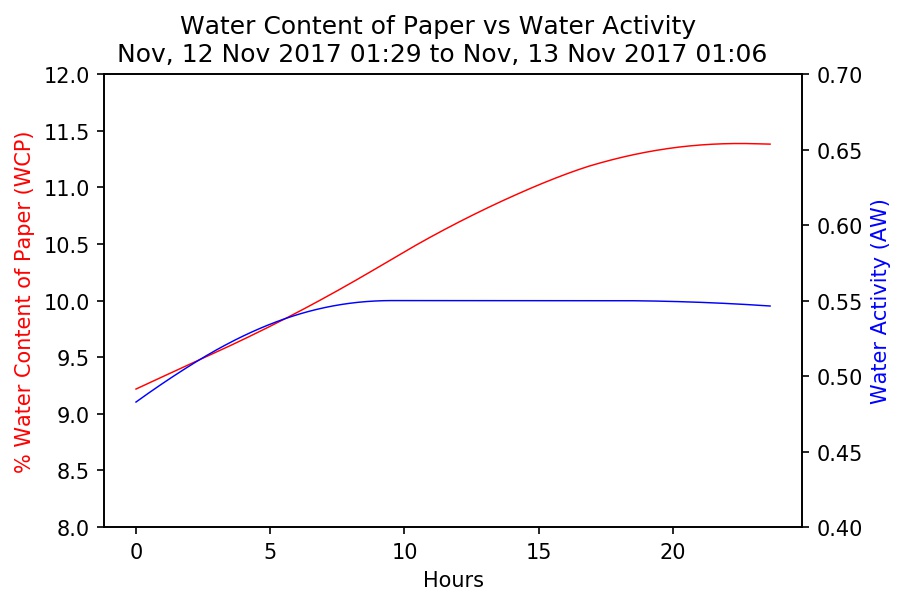 Water Content of Paper vs Water Activity
Nov, 12 Nov 2017 01:29 to Nov, 13 Nov 2017 01:06
% Water Content of Paper (WCP)
12.0
11.5
11.0
10.5
10.0
9.5
9.0
8.5
8.0
0.70
0.65
0.60
0.55
0.50
0.45
0.40
Water Activity (AW)
0 5 10 15 20
Hours